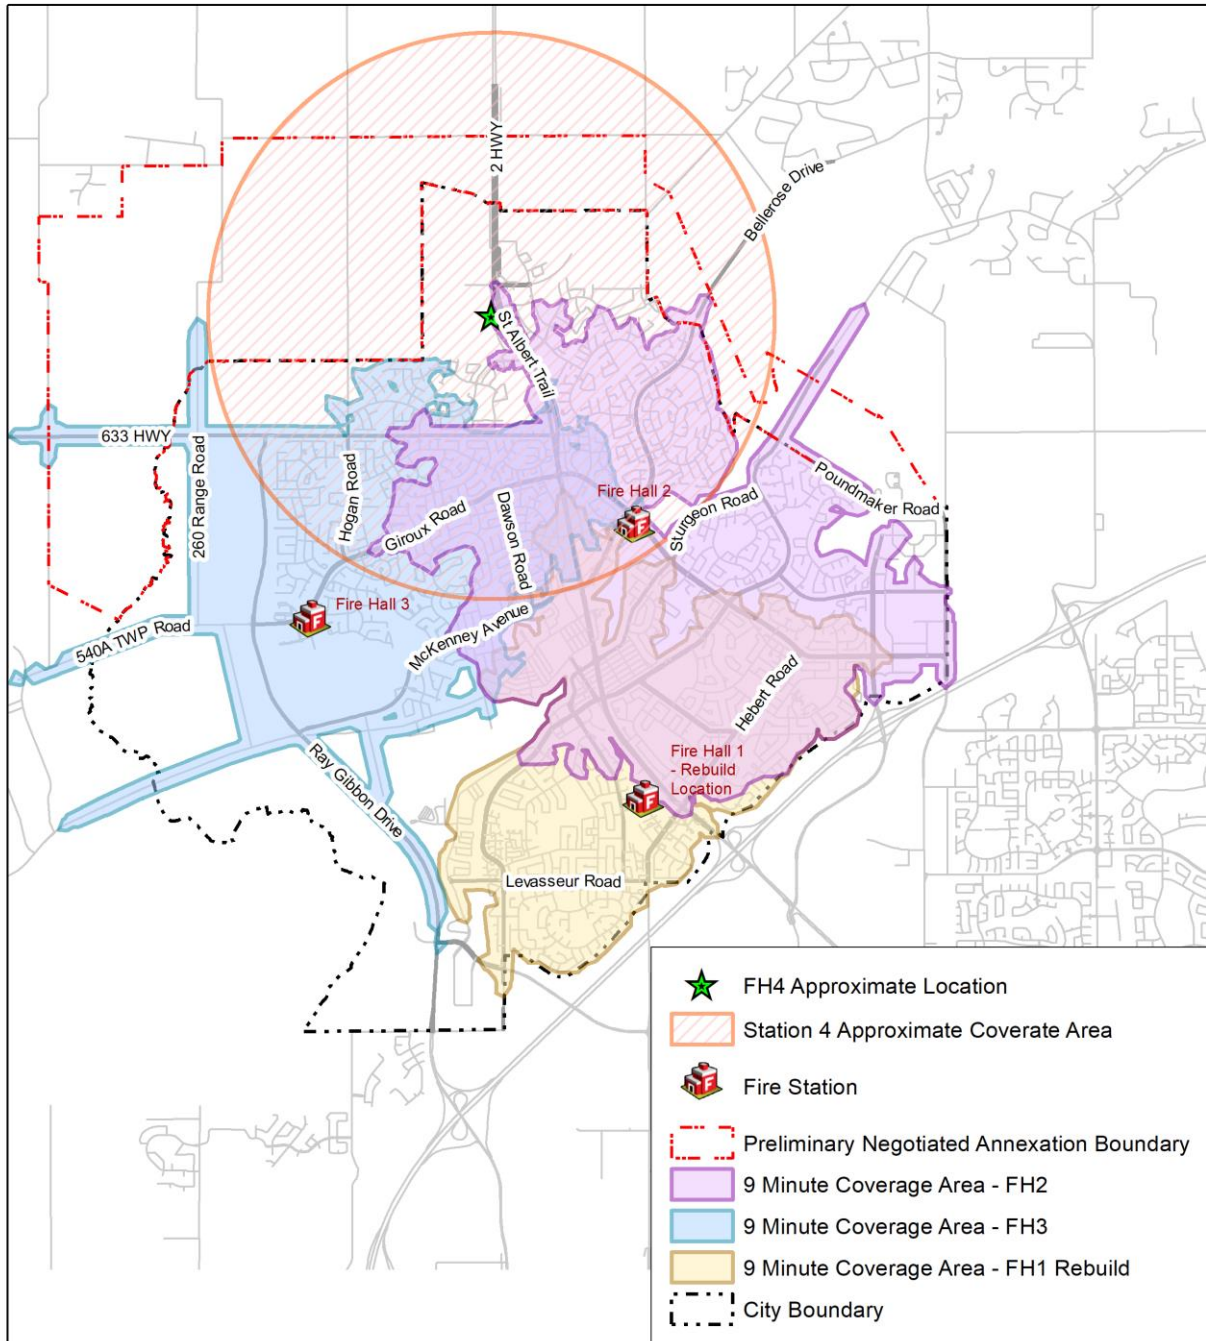 2 HWY
Bellerose Drive
St Albert Trail
633 HWY
260 Range Road
Hogan Road
Giroux Road
Dawson Road
Fire Hall 2
Sturgeon Road
Poundmaker Road
Fire Hall 3
540A TWP Road
McKenney Avenue
Hebert Road
Ray Gibbon Drive
Fire Hall 1
- Rebuild
Location
Levasseur Road
FH4 Approximate Location
Station 4 Approximate Coverate Area
Fire Station
Preliminary Negotiated Annexation Boundary
9 Minute Coverage Area - FH2
9 Minute Coverage Area - FH3
9 Minute Coverage Area - FH1 Rebuild
City Boundary